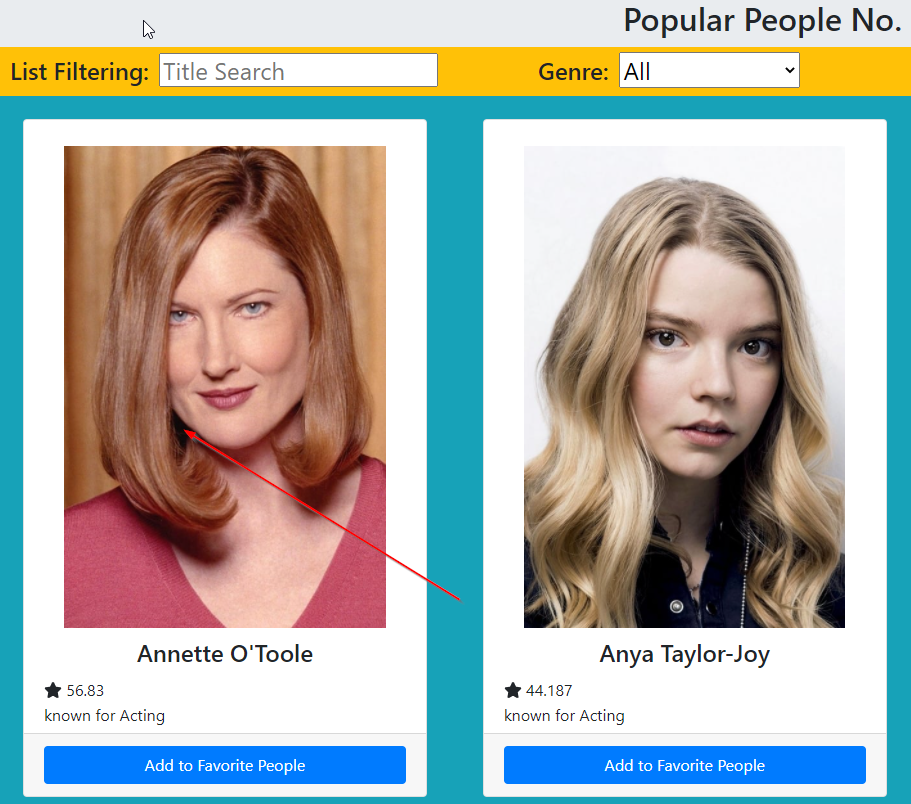 Popular People No.
List Filtering: Title Search Genre: All
Annette O'Toole
56.83
known for Acting
Add to Favorite People
Anya Taylor-Joy
44.187
known for Acting
Add to Favorite People